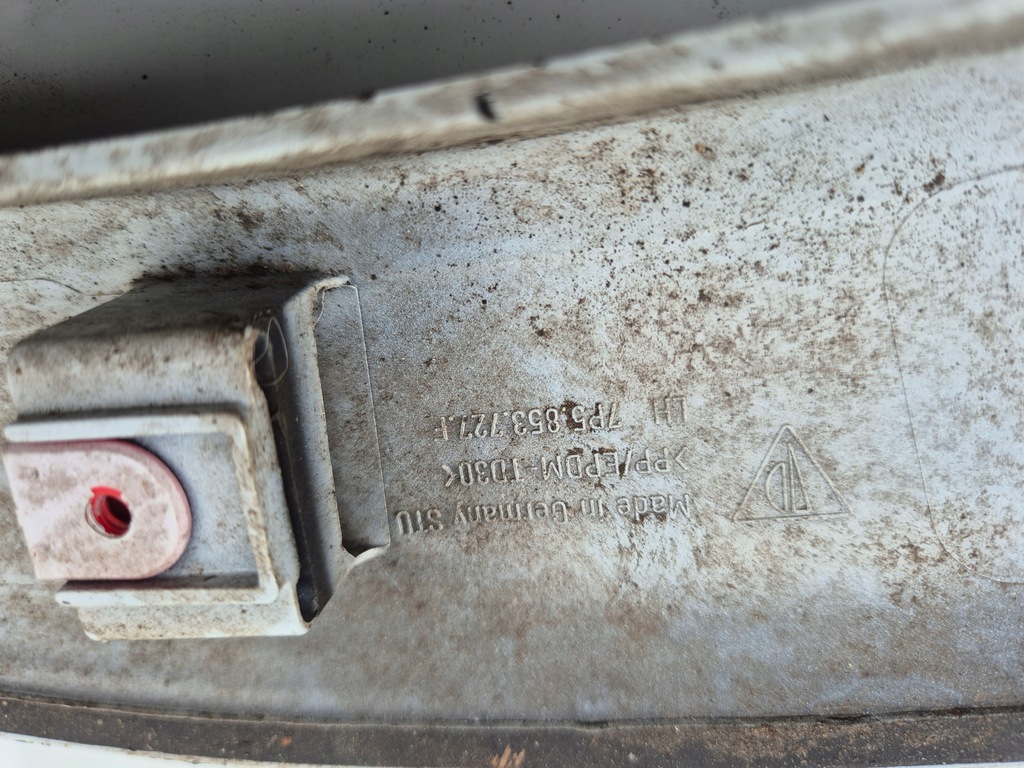 LH 7P5.853.727.F
>PP/EPDM-TD30<
Made in Germany STU